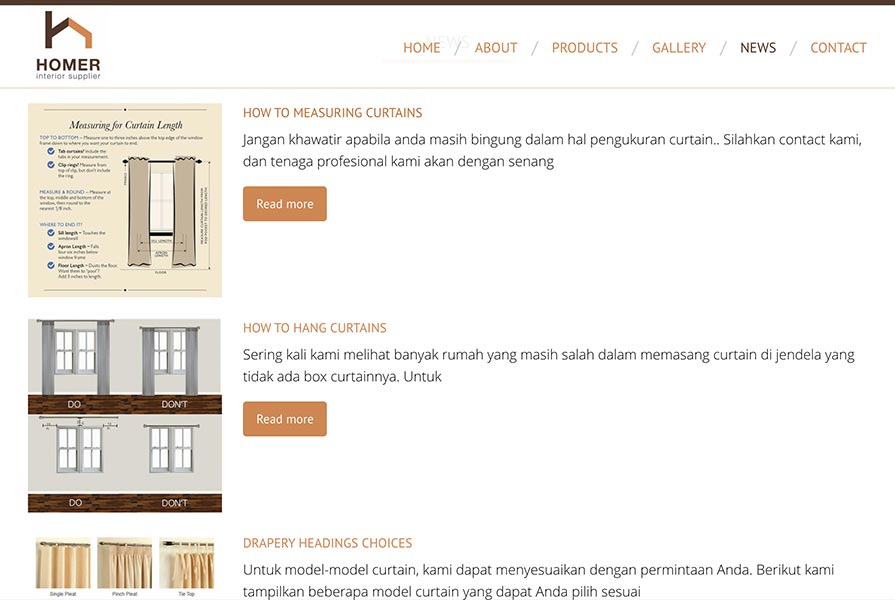 HOMER
interior supplier
HOME / ABOUT / PRODUCTS / GALLERY / NEWS / CONTACT
NEWS
Measuring for Curtain Length
TOP TO BOTTOM – Measure one to three inches above the top edge of the window
frame down to where you want your curtain to end.
Tab curtains? Include the
tabs in your measurement.
Clip rings? Measure from
top of clip, but don't include
the ring.
MEASURE & ROUND – Measure at
the top, middle and bottom of the
window, then round to the
nearest 1/8 inch.
WHERE TO END IT?
Sill length – Touches the
windowsill
Apron Length – Falls
four six inches below
window frame
Floor Length – Dusts the floor.
Want them to "pool"?
Add 3 inches to length.
SILL LENGTH
APRON
LENGTH
FLOOR
HOW TO MEASURING CURTAINS
Jangan khawatir apabila anda masih bingung dalam hal pengukuran curtain.. Silahkan contact kami,
dan tenaga profesional kami akan dengan senang
Read more
DO
DON'T
DO
DON'T
HOW TO HANG CURTAINS
Sering kali kami melihat banyak rumah yang masih salah dalam memasang curtain di jendela yang
tidak ada box curtainnya. Untuk
Read more
Single Pleat
Pinch Pleat
Tie Top
DRAPERY HEADINGS CHOICES
Untuk model-model curtain, kami dapat menyesuaikan dengan permintaan Anda. Berikut kami
tampilkan beberapa model curtain yang dapat Anda pilih sesuai